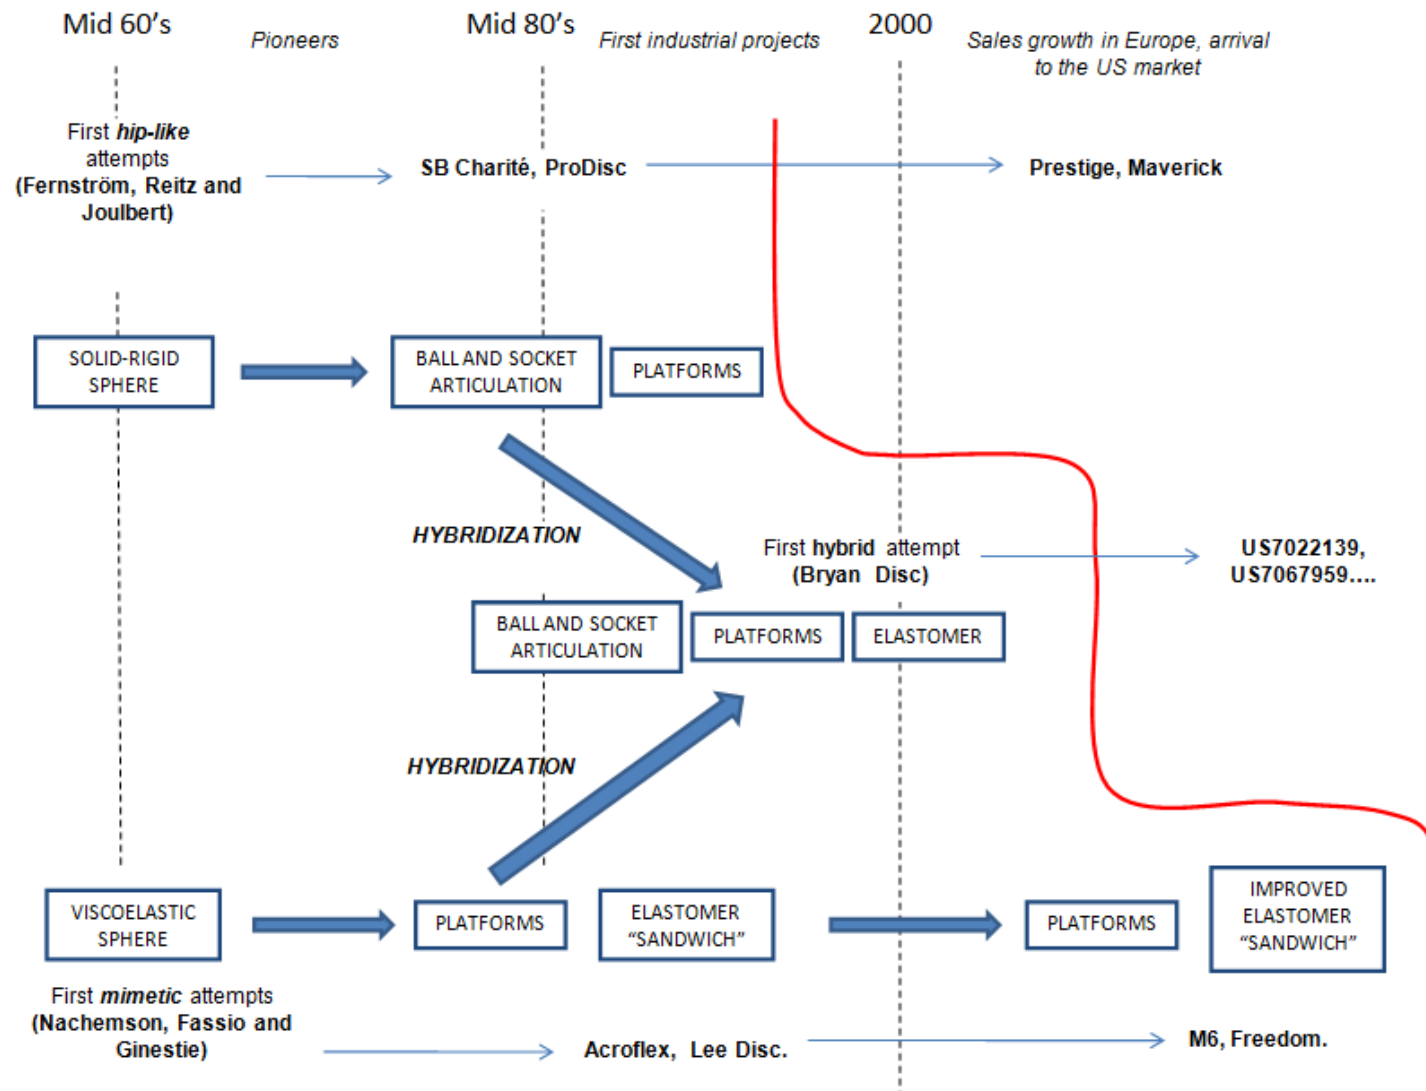 Mid 60's
Mid 80's
2000
Pioneers
First industrial projects
Sales growth in Europe, arrival
to the US market
First hip-like
attempts
(Fernström, Reitz and
Joulbert)
SB Charité, ProDisc
Prestige, Maverick
SOLID-RIGID
SPHERE
BALL AND SOCKET
ARTICULATION
PLATFORMS
HYBRIDIZATION
First hybrid attempt
(Bryan Disc)
US7022139,
US7067959....
BALL AND SOCKET
ARTICULATION
PLATFORMS
ELASTOMER
HYBRIDIZATION
VISCOELASTIC
SPHERE
PLATFORMS
ELASTOMER
“SANDWICH”
PLATFORMS
IMPROVED
ELASTOMER
“SANDWICH”
First mimetic attempts
(Nachemson, Fassio and
Ginestie)
Acroflex, Lee Disc.
M6, Freedom.